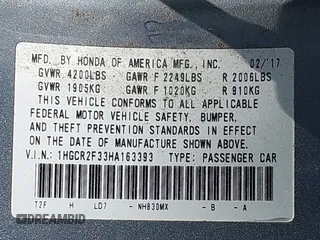 MFD. BY HONDA OF AMERICA MFG., INC. 02/'17
GVWR 4200LBS GAWR F 2249LBS R 2006LBS
GVWR 1905KG GAWR F 1020KG R 910KG
THIS VEHICLE CONFORMS TO ALL APPLICABLE
FEDERAL MOTOR VEHICLE SAFETY, BUMPER,
AND THEFT PREVENTION STANDARDS IN EFFECT
ON THE DATE OF MANUFACTURE SHOWN ABOVE.
V.I.N.: 1HGCR2F33HA163393 TYPE: PASSENGER CAR
T2F H LD7 - NH830MX - B - A
DEALERBID